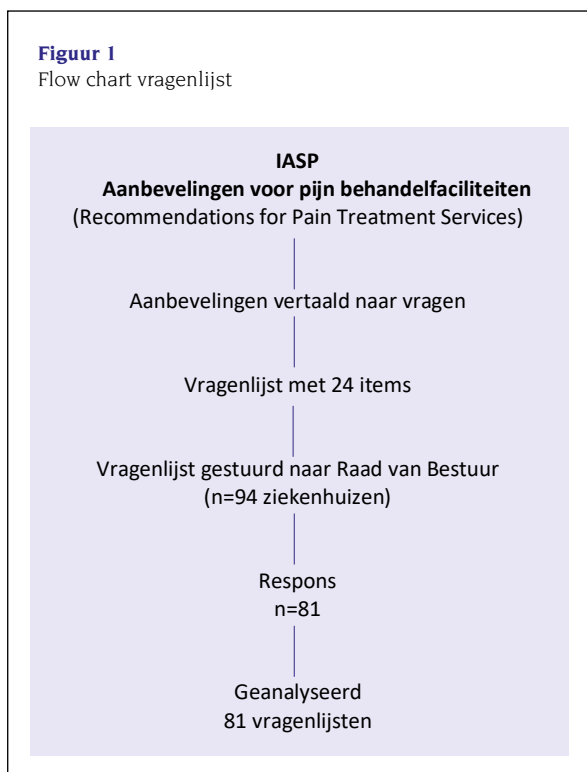 Figuur 1
Flow chart vragenlijst
IASP
Aanbevelingen voor pijn behandelfaciliteiten
(Recommendations for Pain Treatment Services)
Aanbevelingen vertaald naar vragen
Vragenlijst met 24 items
Vragenlijst gestuurd naar Raad van Bestuur
(n=94 ziekenhuizen)
Respons
n=81
Geanalyseerd
81 vragenlijsten